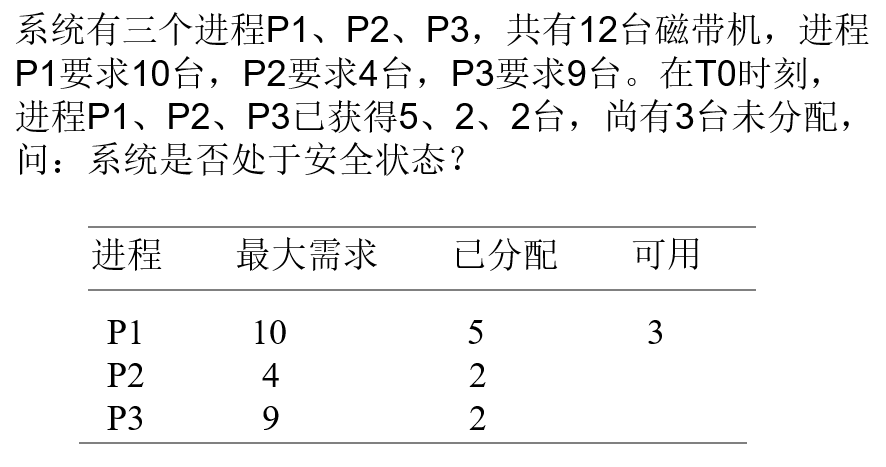 系统有三个进程P1、P2、P3，共有12台磁带机，进程
P1要求10台，P2要求4台，P3要求9台。在T0时刻，
进程P1、P2、P3已获得5、2、2台，尚有3台未分配，
问：系统是否处于安全状态？
进程 最大需求 已分配 可用
P1 10 5 3
P2 4 2
P3 9 2